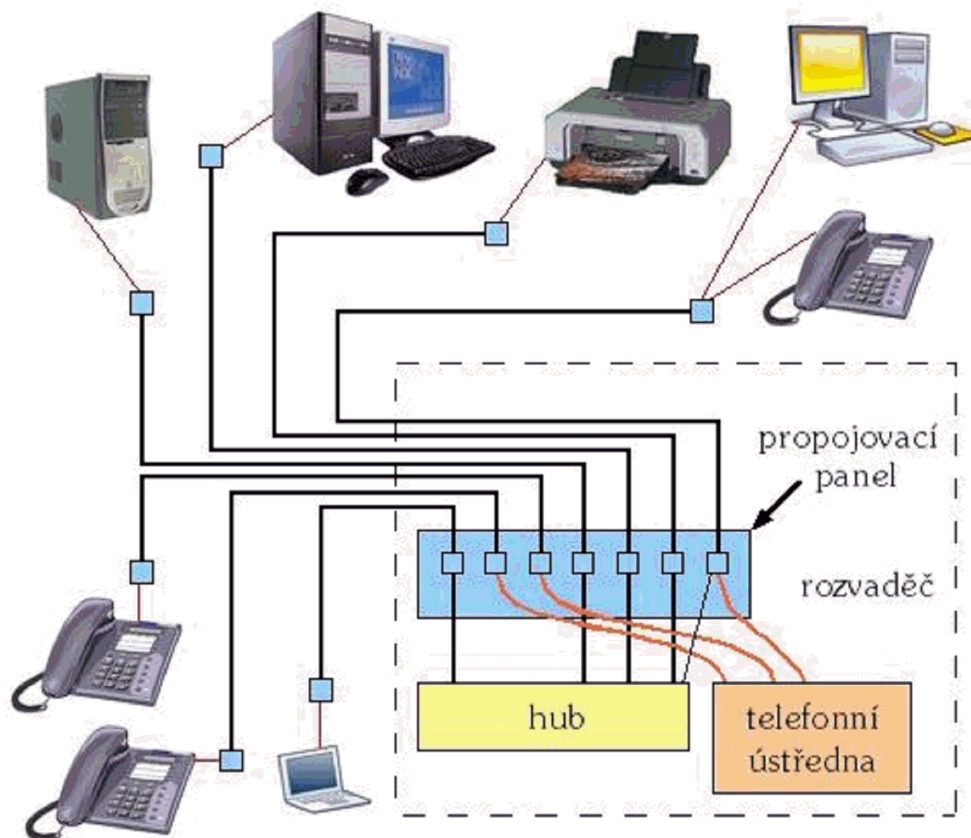 propojovací
panel
rozvaděč
hub
telefonní
ústředna